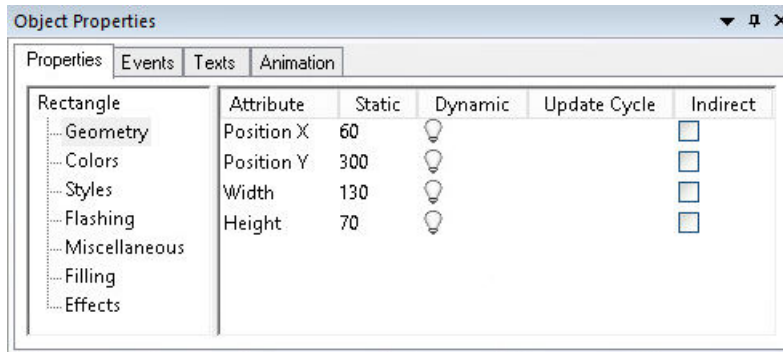 Object Properties
Properties Events Texts Animation
Rectangle
Geometry
Colors
Styles
Flashing
Miscellaneous
Filling
Effects
Attribute Static Dynamic Update Cycle Indirect
Position X 60
Position Y 300
Width 130
Height 70